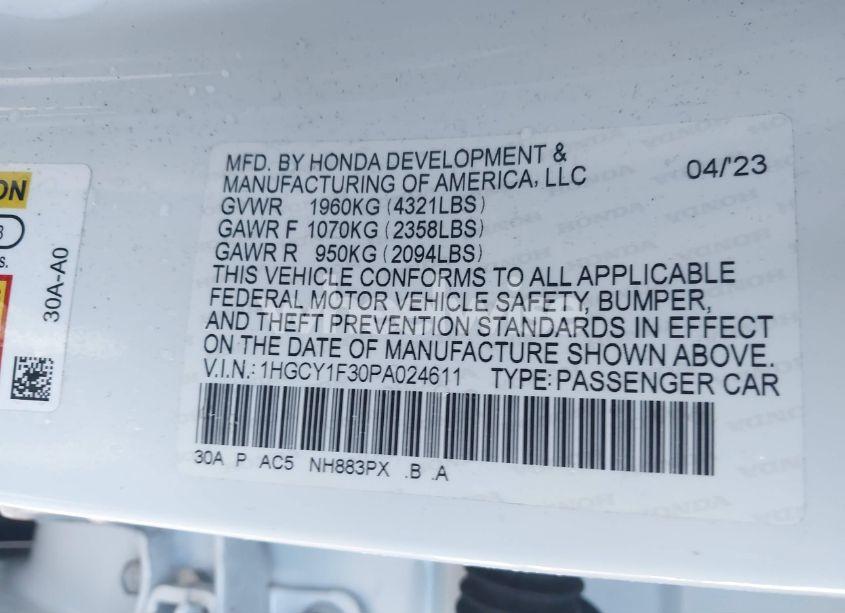 MFD. BY HONDA DEVELOPMENT &
MANUFACTURING OF AMERICA, LLC 04/'23
GVWR 1960KG (4321LBS)
GAWR F 1070KG (2358LBS)
GAWR R 950KG (2094LBS)
THIS VEHICLE CONFORMS TO ALL APPLICABLE
FEDERAL MOTOR VEHICLE SAFETY, BUMPER,
AND THEFT PREVENTION STANDARDS IN EFFECT
ON THE DATE OF MANUFACTURE SHOWN ABOVE.
V.I.N.: 1HGCY1F30PA024611 TYPE: PASSENGER CAR
30A P AC5 NH883PX .B .A
30A-A0
HONDA